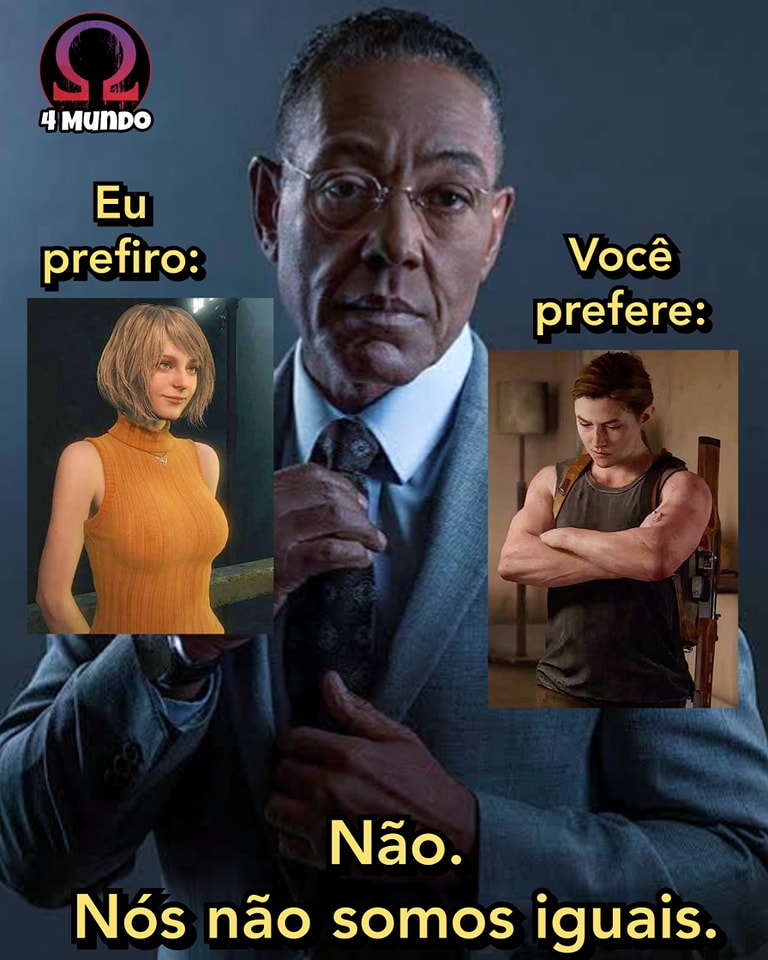 4 MUNDO
Eu
prefiro:
Você
prefere:
Não.
Nós não somos iguais.